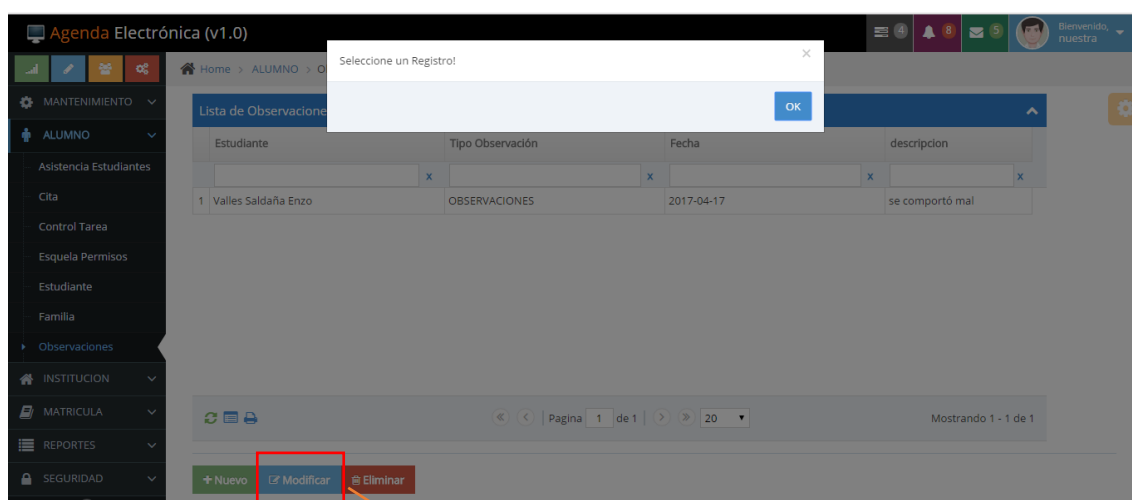 Agenda Electrónica (v1.0)
4
8
5
Bienvenido,
nuestra
Seleccione un Registro!
×
OK
Home > ALUMNO > O
MANTENIMIENTO
ALUMNO
Asistencia Estudiantes
Cita
Control Tarea
Esquela Permisos
Estudiante
Familia
Observaciones
INSTITUCION
MATRICULA
REPORTES
SEGURIDAD
Lista de Observacione
Estudiante Tipo Observación Fecha descripcion
x x x x
1 Valles Saldaña Enzo OBSERVACIONES 2017-04-17 se comportó mal
Pagina 1 de 1 20 Mostrando 1 - 1 de 1
+ Nuevo Modificar Eliminar